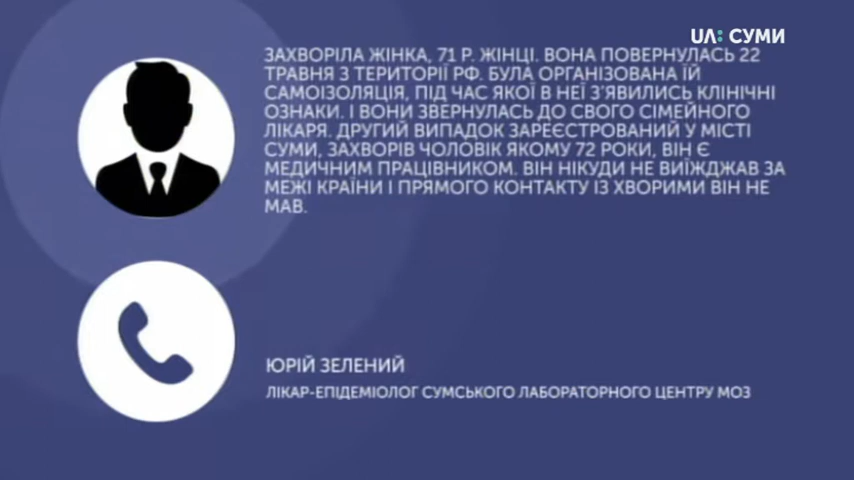 UA: СУМИ
ЗАХВОРІЛА ЖІНКА, 71 Р. ЖІНЦІ. ВОНА ПОВЕРНУЛАСЬ 22
ТРАВНЯ З ТЕРИТОРІЇ РФ. БУЛА ОРГАНІЗОВАНА ЇЙ
САМОІЗОЛЯЦІЯ, ПІД ЧАС ЯКОЇ В НЕЇ З'ЯВИЛИСЬ КЛІНІЧНІ
ОЗНАКИ. І ВОНИ ЗВЕРНУЛАСЬ ДО СВОГО СІМЕЙНОГО
ЛІКАРЯ. ДРУГИЙ ВИПАДОК ЗАРЕЄСТРОВАНИЙ У МІСТІ
СУМИ, ЗАХВОРІВ ЧОЛОВІК ЯКОМУ 72 РОКИ, ВІН Є
МЕДИЧНИМ ПРАЦІВНИКОМ. ВІН НІКУДИ НЕ ВИЇЖДЖАВ ЗА
МЕЖІ КРАЇНИ І ПРЯМОГО КОНТАКТУ ІЗ ХВОРИМИ ВІН НЕ
МАВ.
ЮРІЙ ЗЕЛЕНИЙ
ЛІКАР-ЕПІДЕМІОЛОГ СУМСЬКОГО ЛАБОРАТОРНОГО ЦЕНТРУ МОЗ